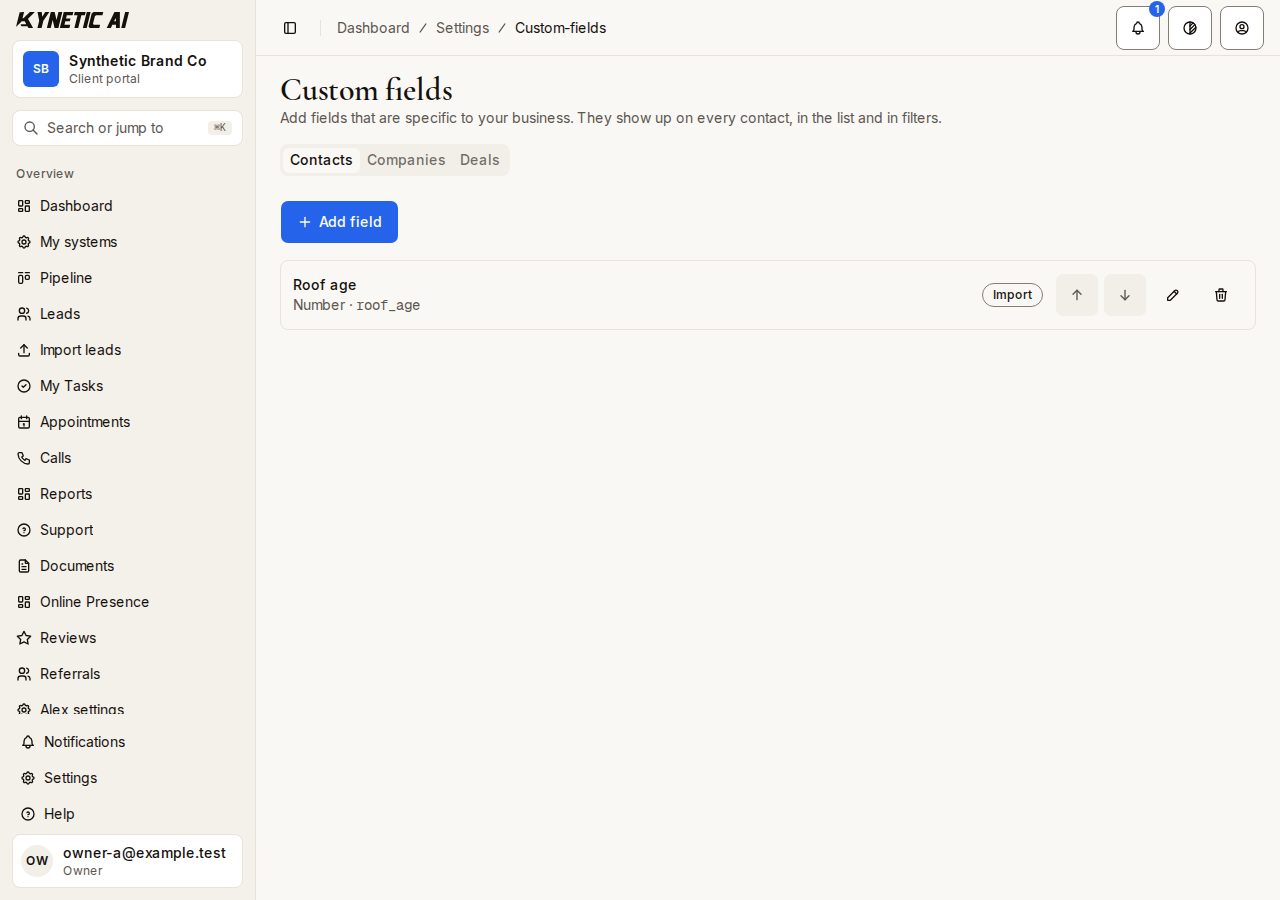 KYNETIC AI
SB
Synthetic Brand Co
Client portal
Search or jump to
⌘K
Overview
Dashboard
My systems
Pipeline
Leads
Import leads
My Tasks
Appointments
Calls
Reports
Support
Documents
Online Presence
Reviews
Referrals
Alex settings
Notifications
Settings
Help
OW
owner-a@example.test
Owner
Dashboard / Settings / Custom-fields
1
Custom fields
Add fields that are specific to your business. They show up on every contact, in the list and in filters.
Contacts Companies Deals
+ Add field
Roof age
Number · roof_age
Import